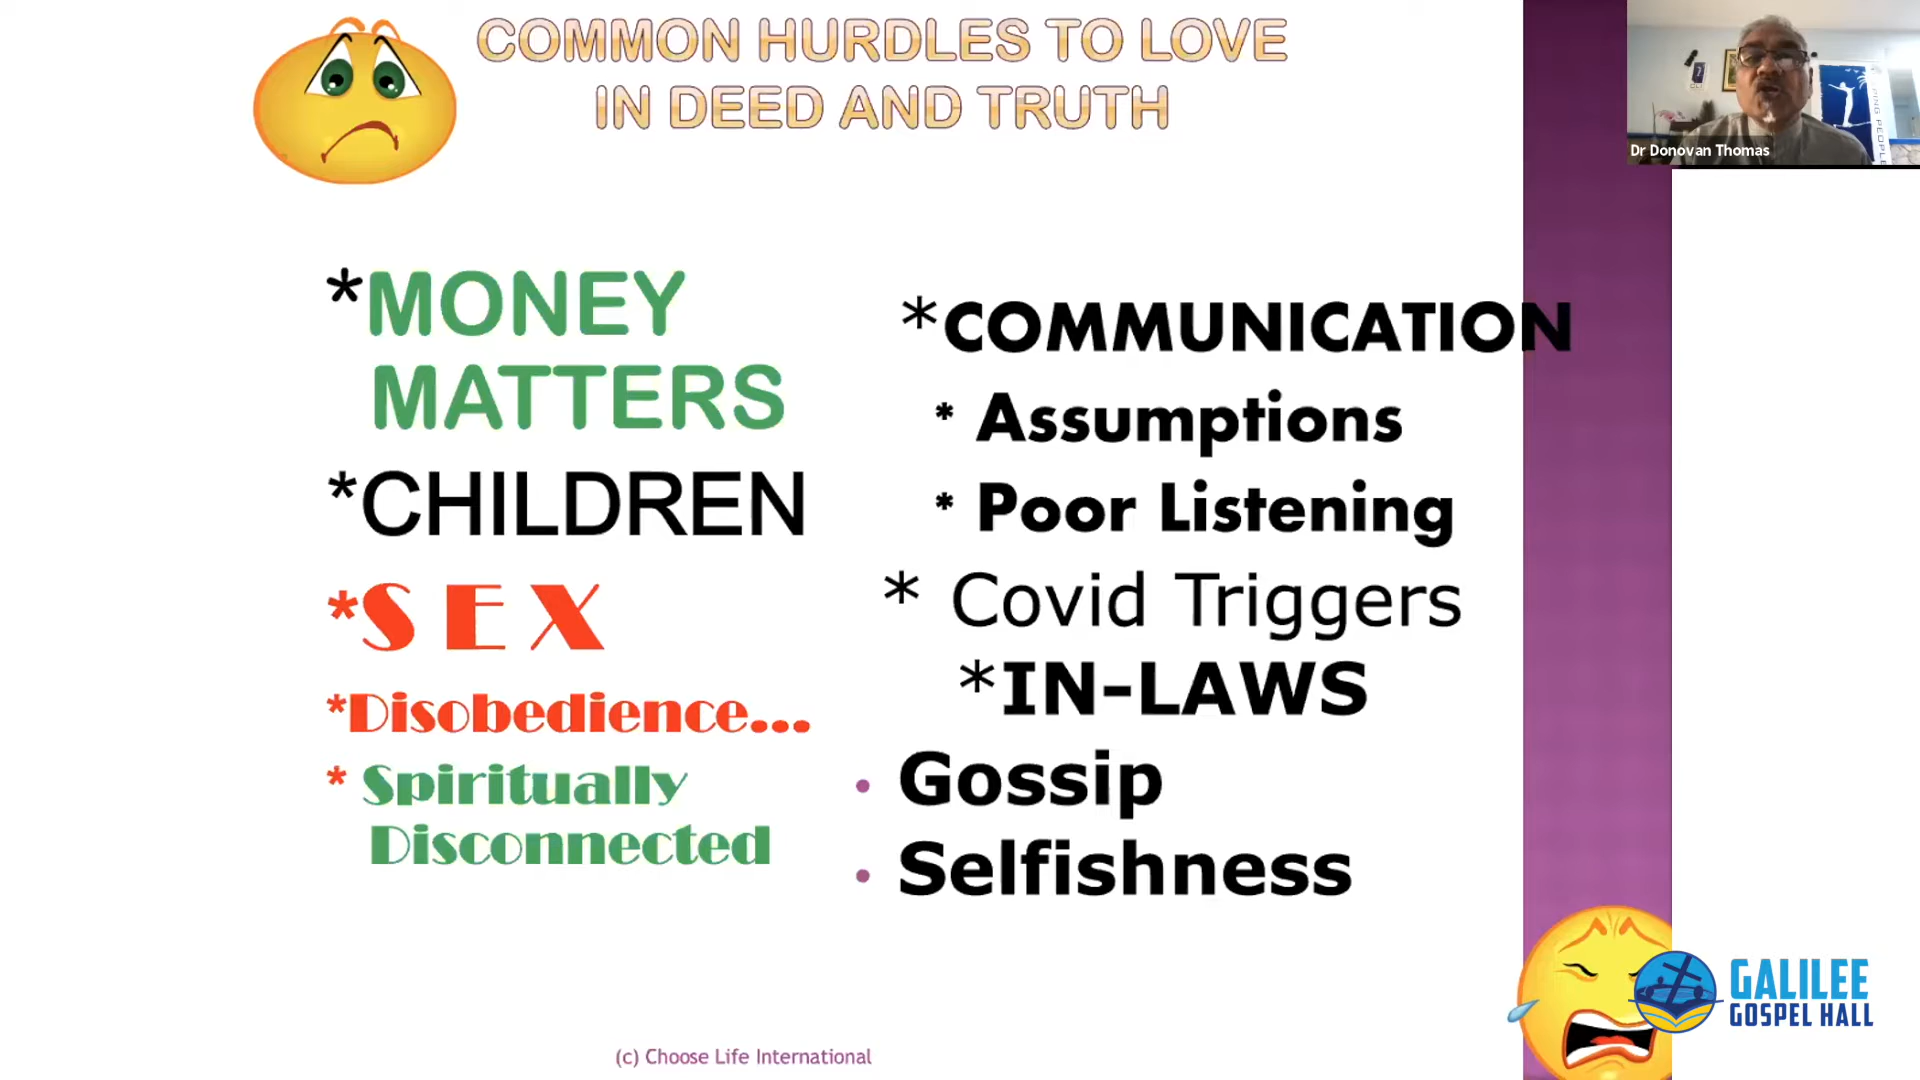 COMMON HURDLES TO LOVE
IN DEED AND TRUTH
Dr Donovan Thomas
*MONEY
MATTERS
*CHILDREN
*S E X
*Disobedience...
* Spiritually
Disconnected
*COMMUNICATION
* Assumptions
* Poor Listening
* Covid Triggers
*IN-LAWS
• Gossip
• Selfishness
GALILEE
GOSPEL HALL
(c) Choose Life International